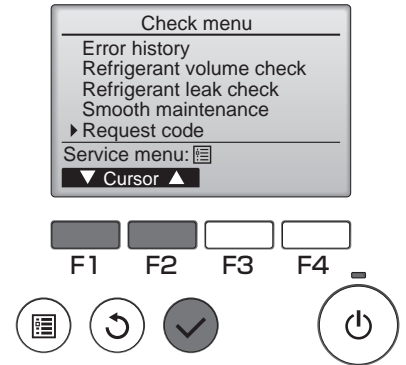 Check menu
Error history
Refrigerant volume check
Refrigerant leak check
Smooth maintenance
Request code
Service menu:
▼ Cursor ▲
F1 F2 F3 F4